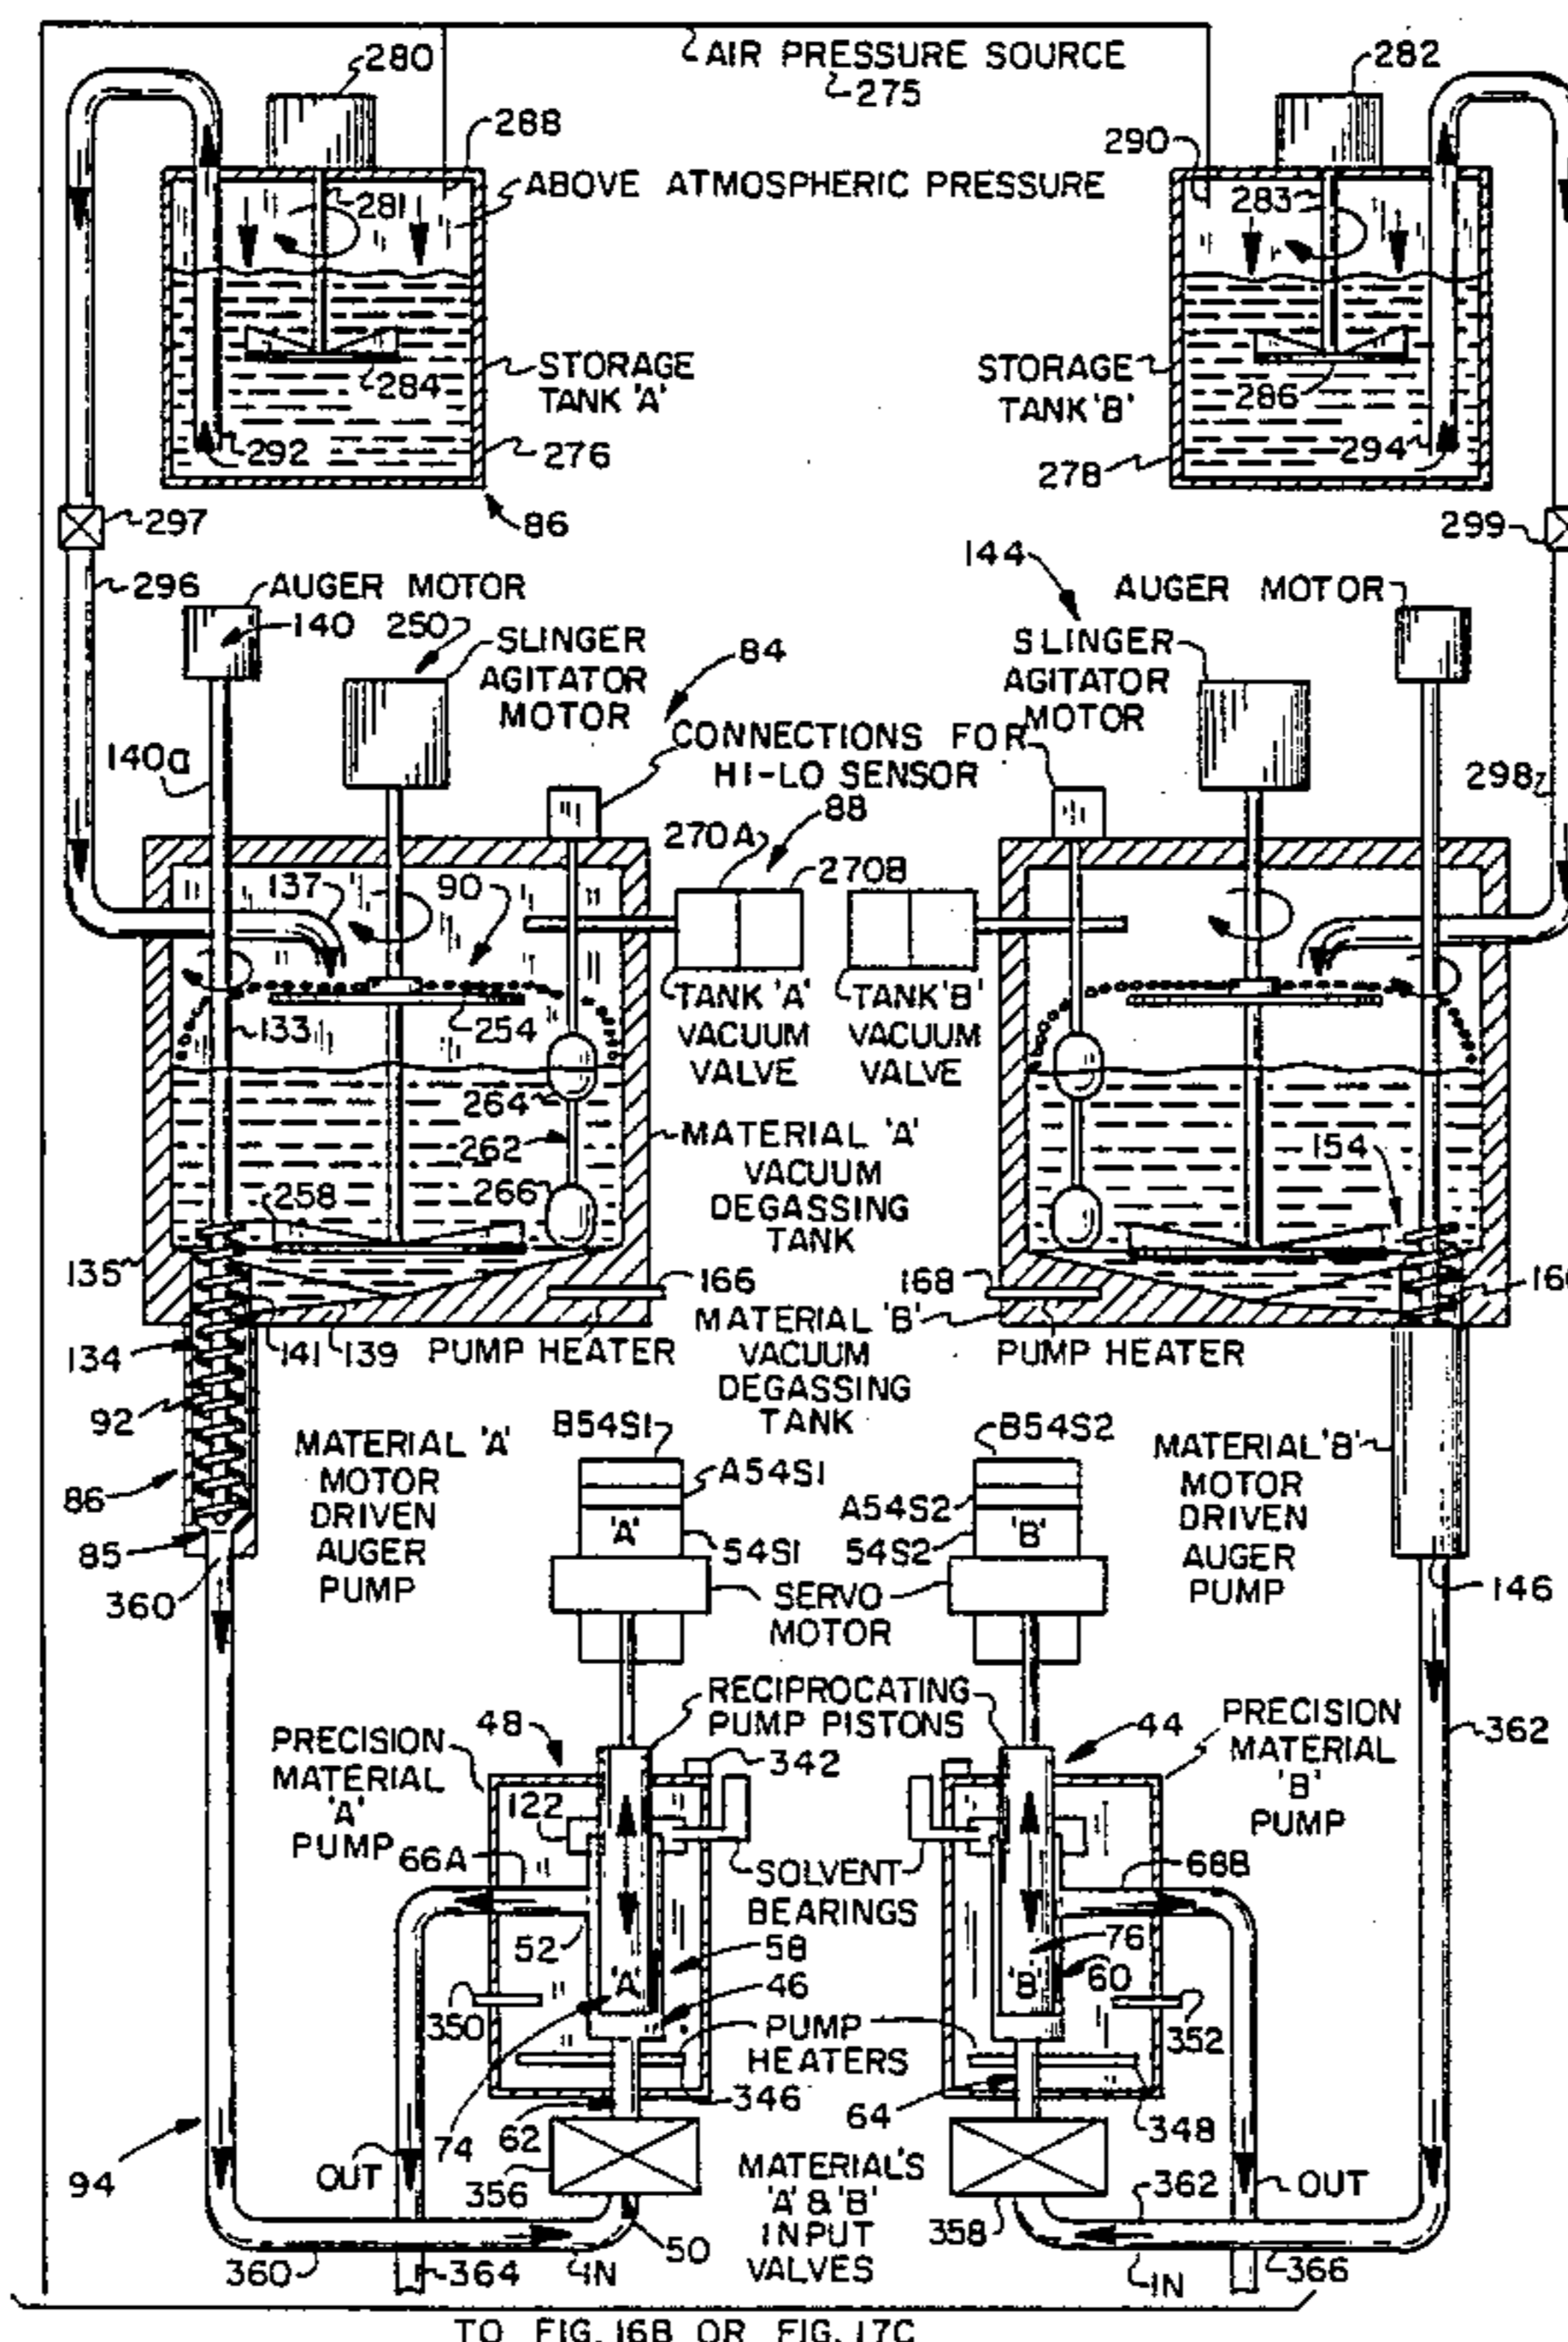 280
AIR PRESSURE SOURCE
275
282
288
290
ABOVE ATMOSPHERIC PRESSURE
281
283
STORAGE
TANK 'A'
STORAGE
TANK 'B'
284
286
292
276
278
294
297
86
299
296
AUGER MOTOR
140
250
144
AUGER MOTOR
SLINGER
AGITATOR
MOTOR
84
SLINGER
AGITATOR
MOTOR
140a
CONNECTIONS FOR
HI-LO SENSOR
298
88
270A
270B
137
90
133
254
TANK 'A'
VACUUM
VALVE
TANK 'B'
VACUUM
VALVE
264
262
MATERIAL 'A'
VACUUM
DEGASSING
TANK
154
258
266
135
166
168
16
134
141
139
PUMP HEATER
MATERIAL 'B'
VACUUM
DEGASSING
TANK
PUMP HEATER
92
B54S1
B54S2
MATERIAL 'A'
MOTOR
DRIVEN
AUGER
PUMP
A54S1
A54S2
MATERIAL 'B'
MOTOR
DRIVEN
AUGER
PUMP
86
'A'
'B'
85
54S1
54S2
360
SERVO
MOTOR
146
RECIPROCATING
PUMP PISTONS
PRECISION
MATERIAL
'A'
PUMP
48
44
PRECISION
MATERIAL
'B'
PUMP
362
342
122
66A
SOLVENT
BEARINGS
68B
52
58
76
'A'
46
'B'
60
350
PUMP
HEATERS
352
346
74
62
64
348
94
OUT
356
MATERIAL'S
'A' & 'B'
INPUT
VALVES
362
OUT
50
358
360
364
IN
IN
366
TO FIG. 16B OR FIG. 17C